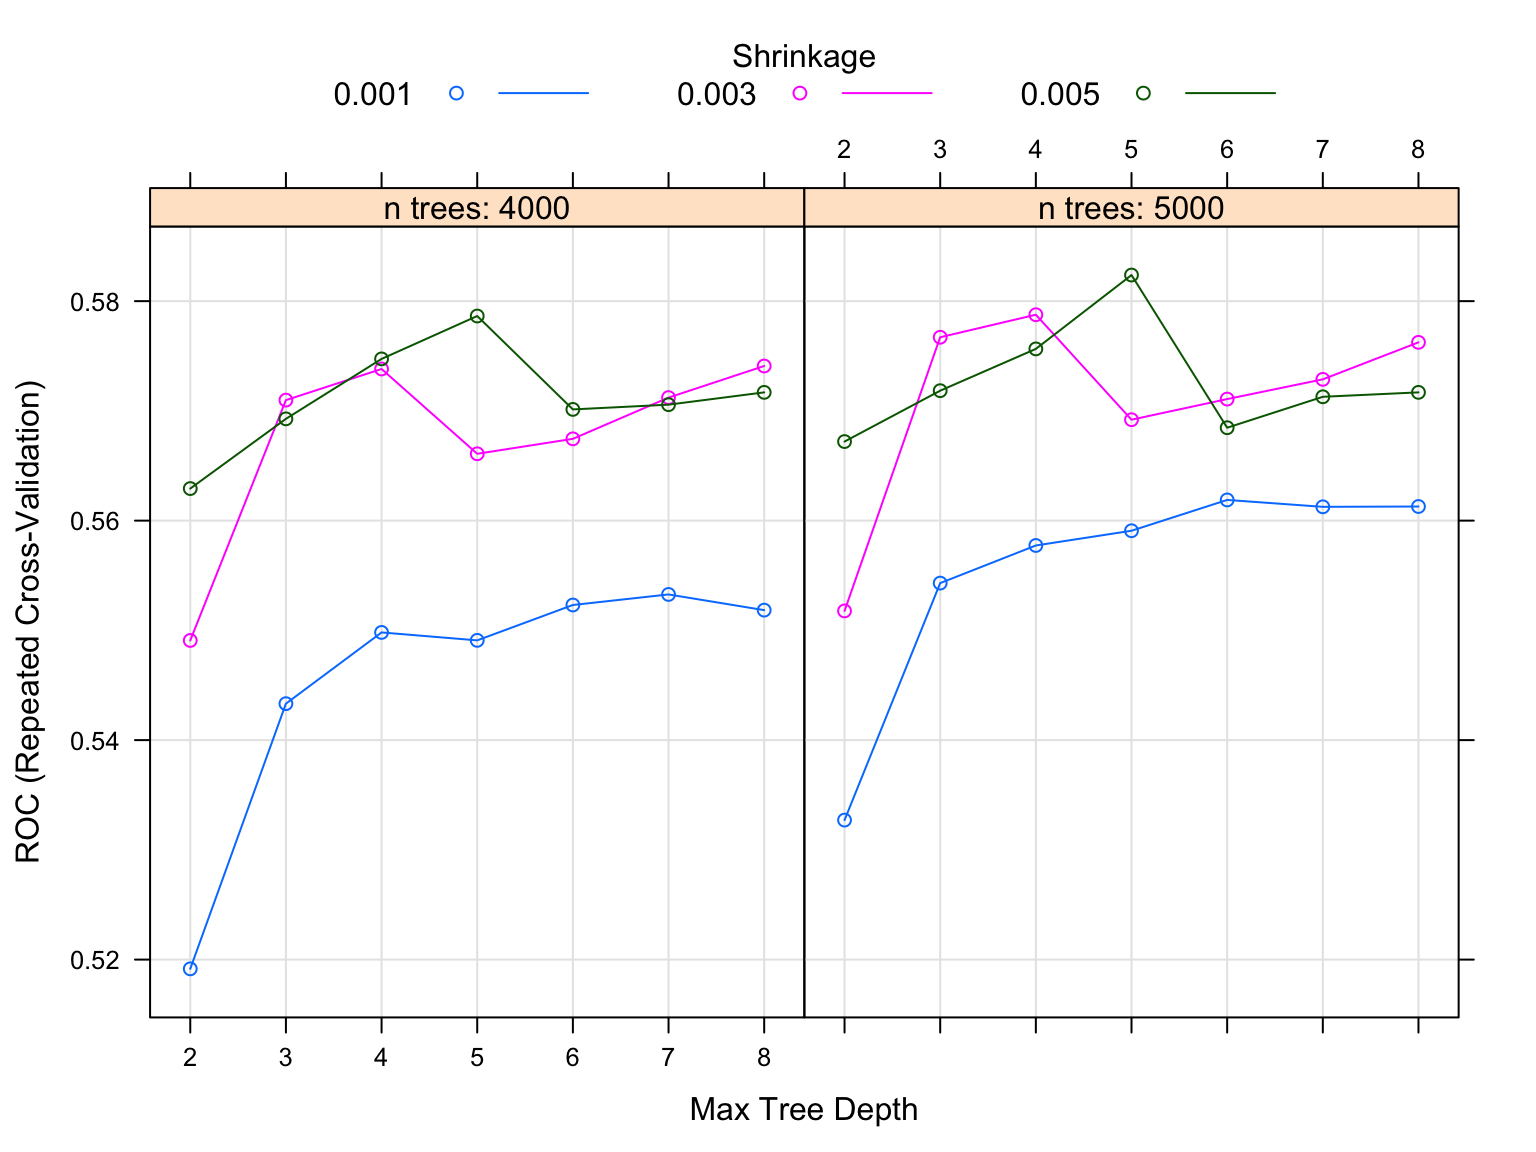 Shrinkage
0.001 0.003 0.005
2 3 4 5 6 7 8
n trees: 4000 n trees: 5000
0.58
0.56
0.54
0.52
ROC (Repeated Cross-Validation)
2 3 4 5 6 7 8
Max Tree Depth